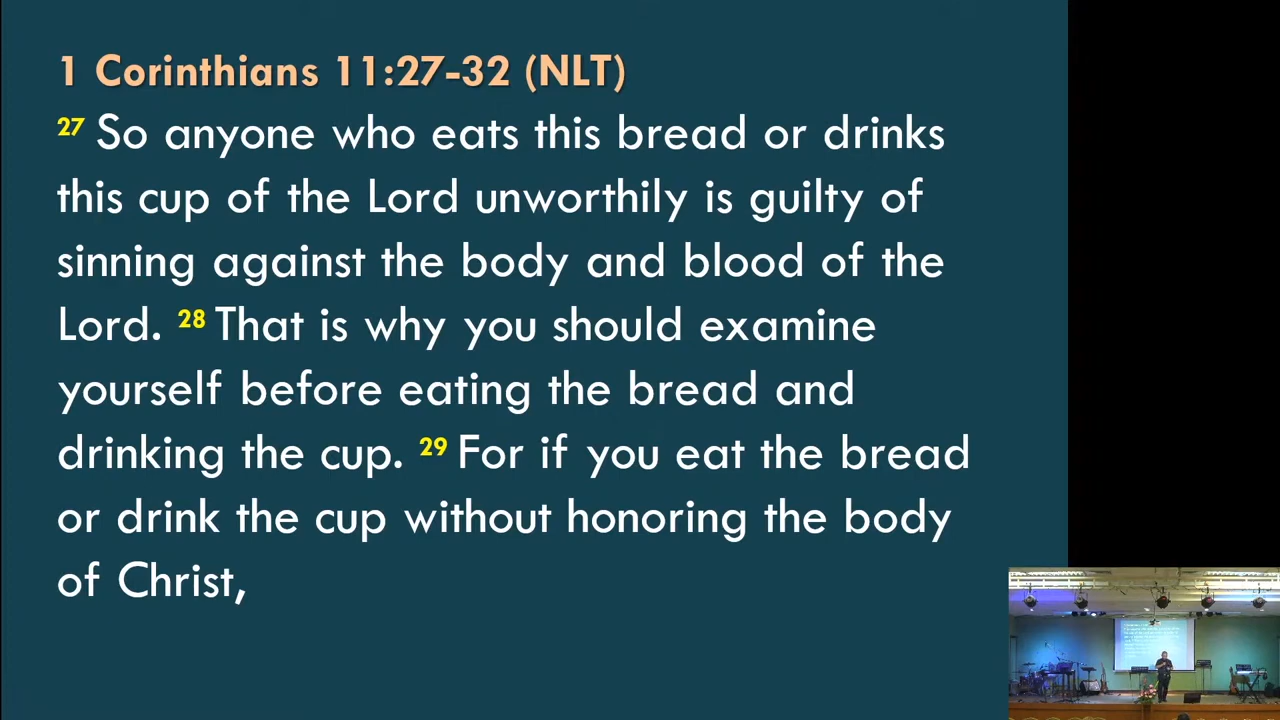 1 Corinthians 11:27-32 (NLT)
27 So anyone who eats this bread or drinks
this cup of the Lord unworthily is guilty of
sinning against the body and blood of the
Lord. 28 That is why you should examine
yourself before eating the bread and
drinking the cup. 29 For if you eat the bread
or drink the cup without honoring the body
of Christ,